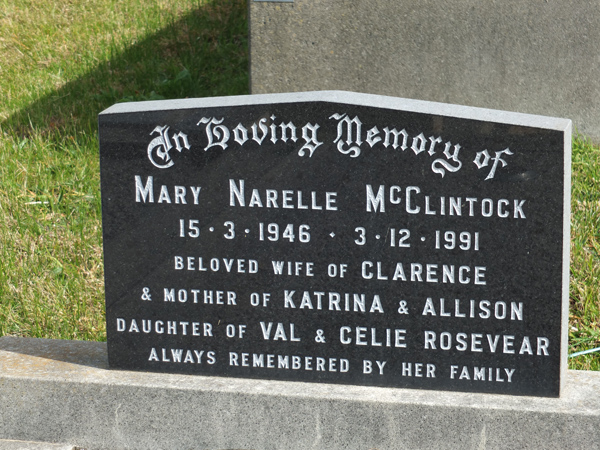 In Loving Memory of
MARY NARELLE McCLINTOCK
15·3·1946 · 3·12·1991
BELOVED WIFE OF CLARENCE
& MOTHER OF KATRINA & ALLISON
DAUGHTER OF VAL & CELIE ROSEVEAR
ALWAYS REMEMBERED BY HER FAMILY